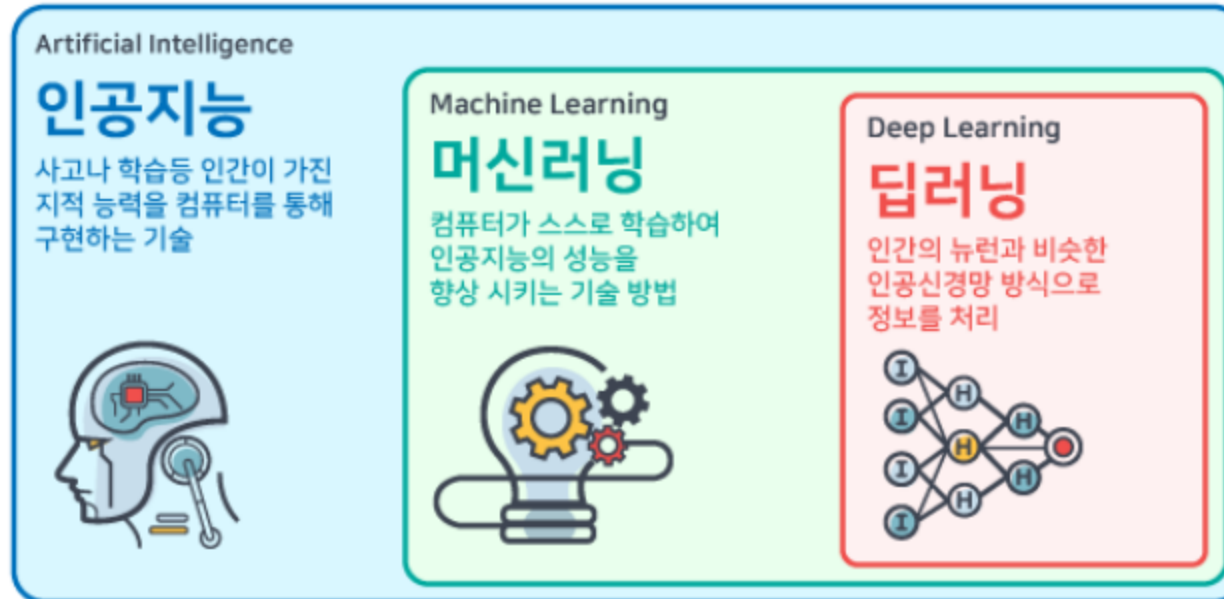 Artificial Intelligence
인공지능
사고나 학습등 인간이 가진
지적 능력을 컴퓨터를 통해
구현하는 기술
Machine Learning
머신러닝
컴퓨터가 스스로 학습하여
인공지능의 성능을
향상 시키는 기술 방법
Deep Learning
딥러닝
인간의 뉴런과 비슷한
인공신경망 방식으로
정보를 처리
I
H
I
H
H
I
H
H
I